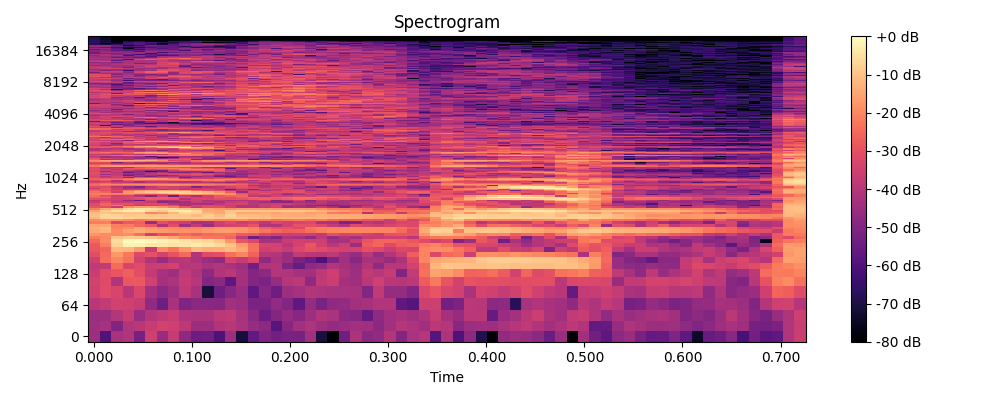 Spectrogram
16384
8192
4096
2048
1024
512
256
128
64
0
Hz
0.000 0.100 0.200 0.300 0.400 0.500 0.600 0.700
Time
+0 dB
-10 dB
-20 dB
-30 dB
-40 dB
-50 dB
-60 dB
-70 dB
-80 dB